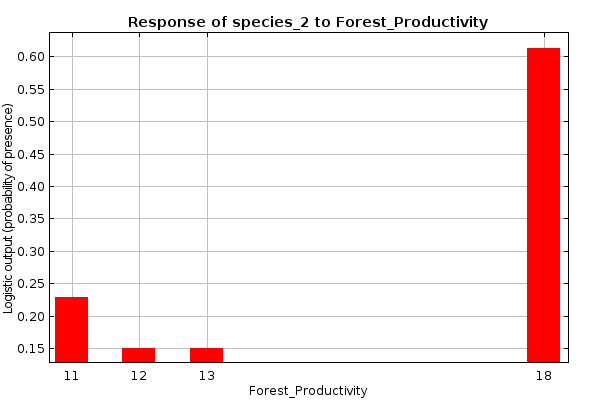 Response of species_2 to Forest_Productivity
Logistic output (probability of presence)
0.60
0.55
0.50
0.45
0.40
0.35
0.30
0.25
0.20
0.15
11 12 13 18
Forest_Productivity